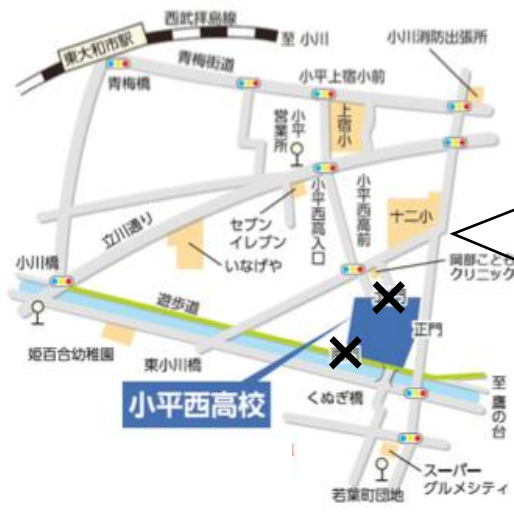 西武拝島線
至 小川
東大和市駅
小川消防出張所
青梅街道
小平上宿小前
青梅橋
上宿小
小平
営業所
小平西高入口
小平西高前
十二小
セブン
イレブン
立川通り
いなげや
岡部こども
クリニック
小川橋
遊歩道
正門
姫百合幼稚園
東小川橋
小平西高校
くぬぎ橋
至 鷹の台
スーパー
グルメシティ
若葉町団地